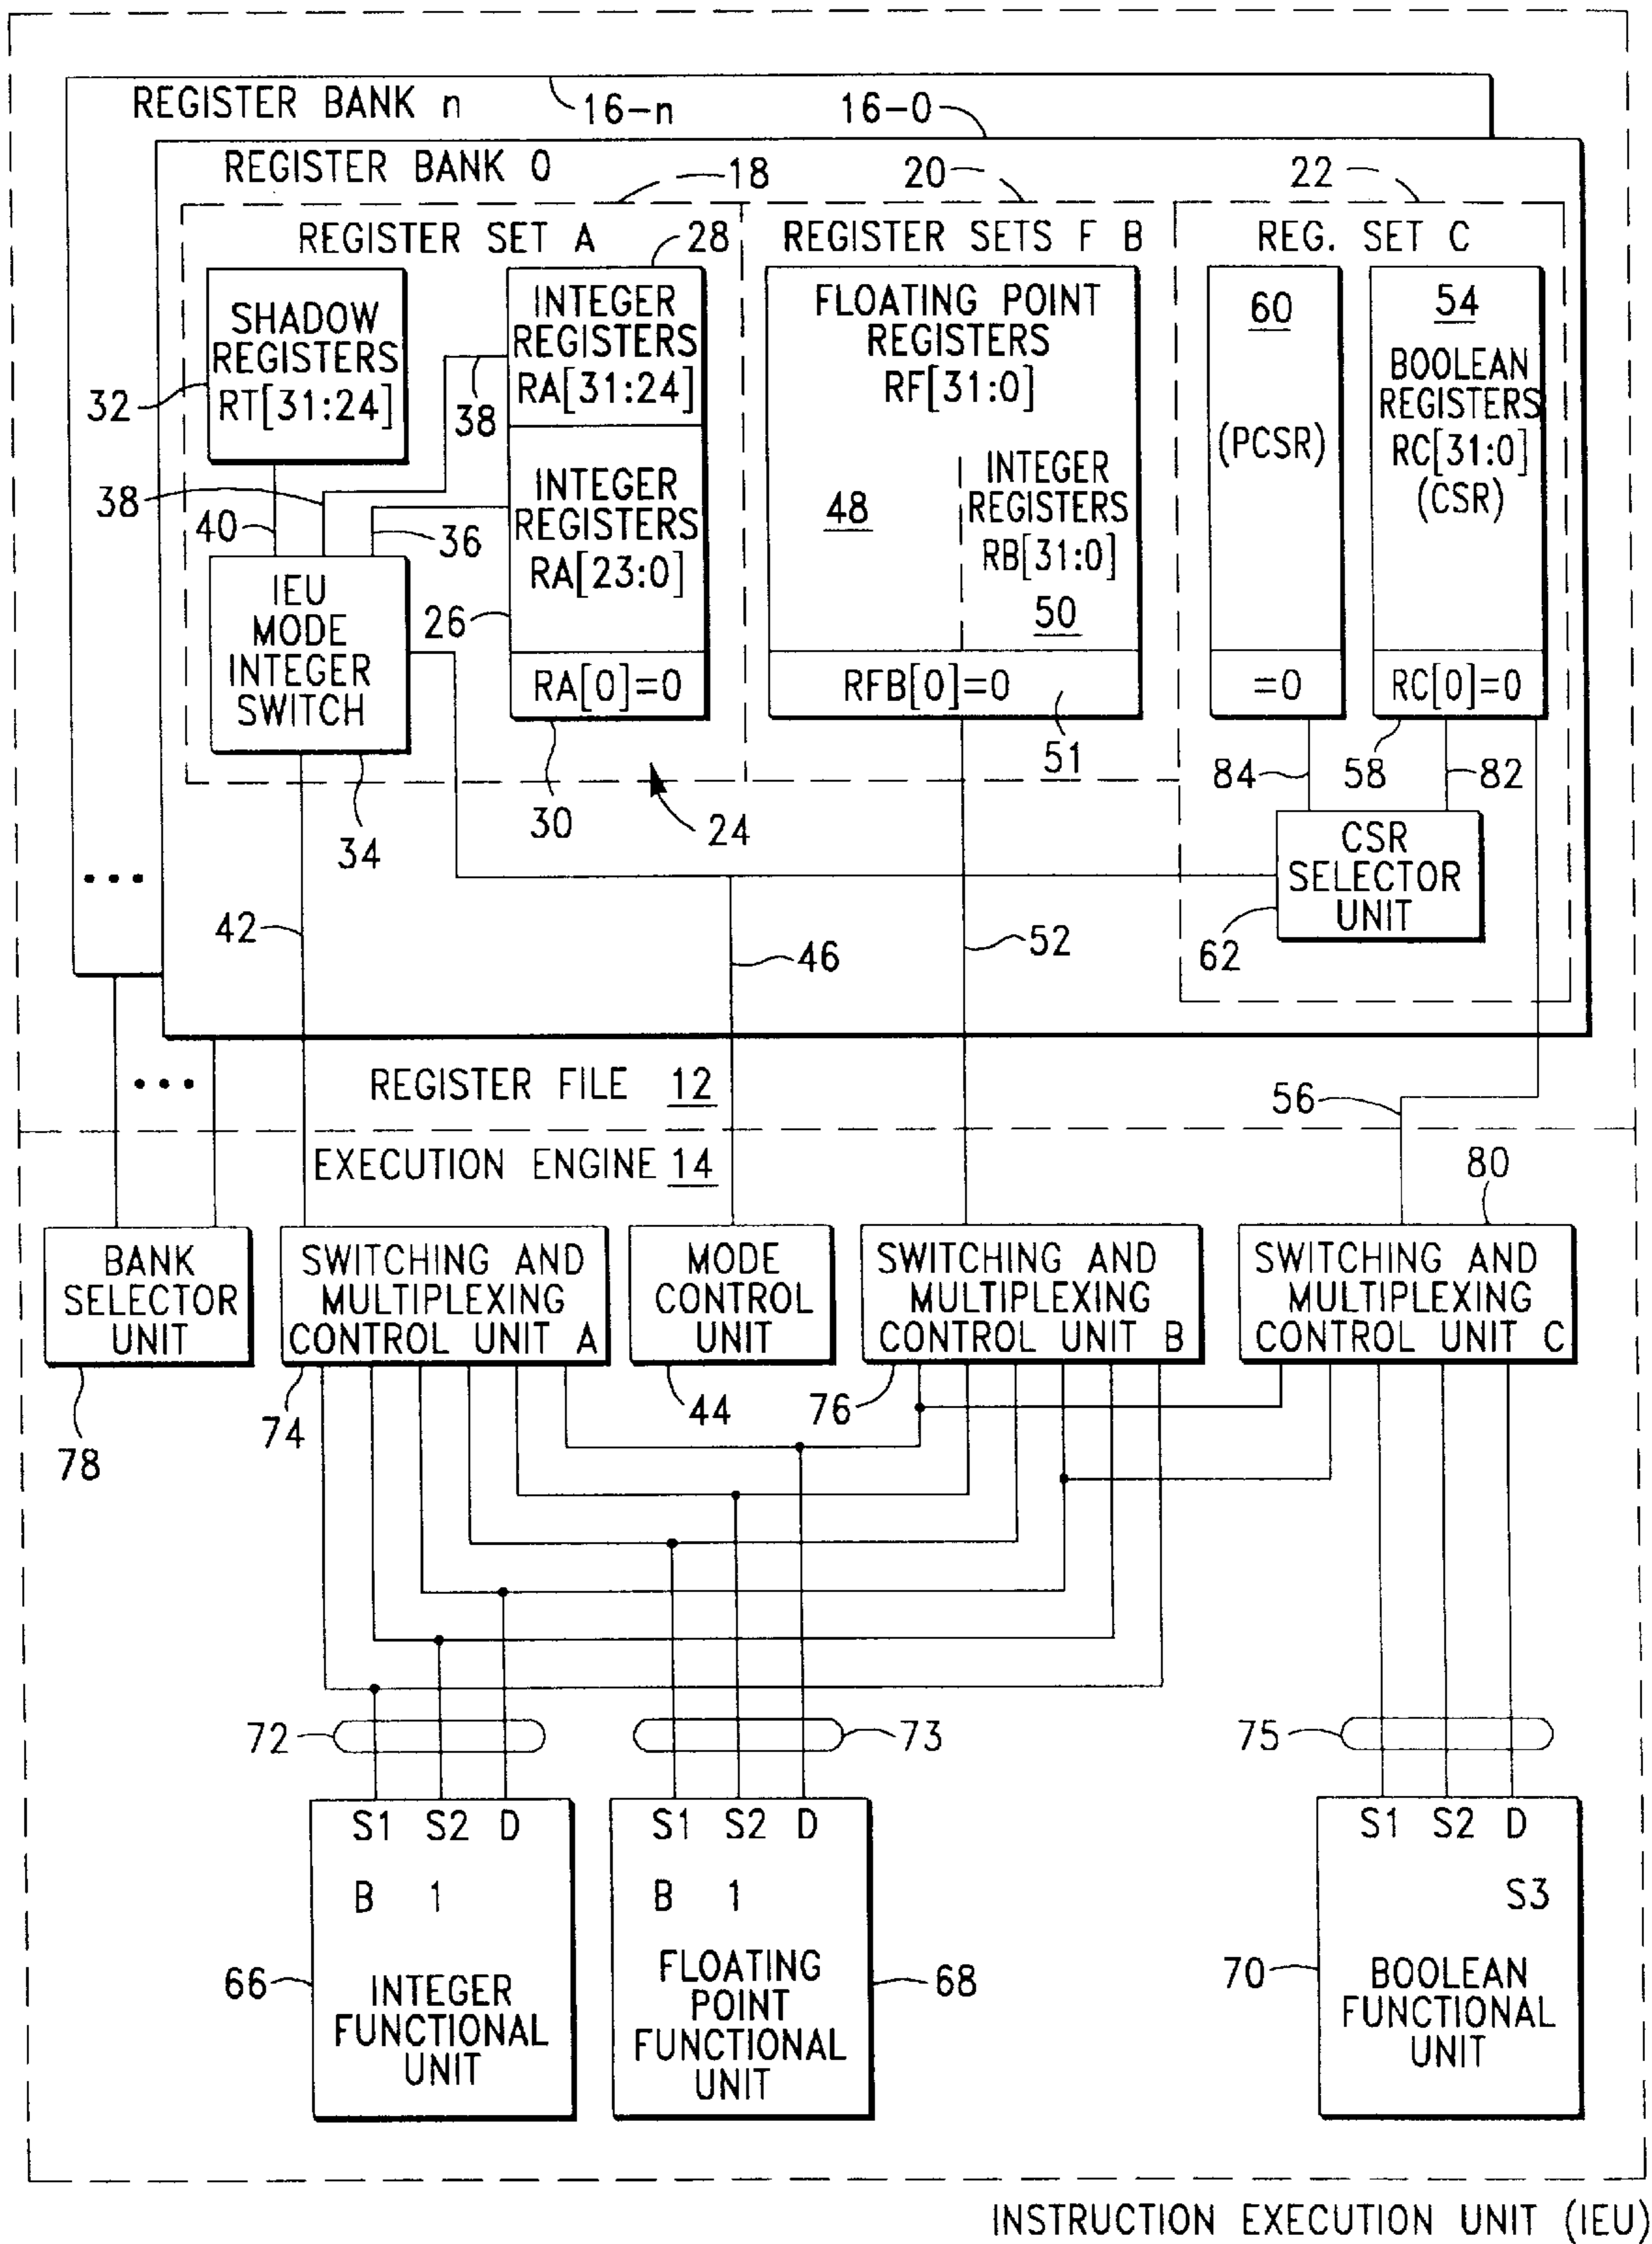 REGISTER BANK n
16-n
16-0
REGISTER BANK 0
18
20
22
REGISTER SET A
28
REGISTER SETS F B
REG. SET C
SHADOW
REGISTERS
RT[31:24]
32
INTEGER
REGISTERS
RA[31:24]
38
FLOATING POINT
REGISTERS
RF[31:0]
60
(PCSR)
54
BOOLEAN
REGISTERS
RC[31:0]
(CSR)
38
40
36
INTEGER
REGISTERS
RA[23:0]
48
INTEGER
REGISTERS
RB[31:0]
50
IEU
MODE
INTEGER
SWITCH
26
RA[0]=0
RFB[0]=0
=0
RC[0]=0
51
84
58
82
34
30
24
CSR
SELECTOR
UNIT
...
42
46
52
62
...
REGISTER FILE 12
56
EXECUTION ENGINE 14
80
BANK
SELECTOR
UNIT
SWITCHING AND
MULTIPLEXING
CONTROL UNIT A
MODE
CONTROL
UNIT
SWITCHING AND
MULTIPLEXING
CONTROL UNIT B
SWITCHING AND
MULTIPLEXING
CONTROL UNIT C
78
74
44
76
72
73
75
S1 S2 D
B 1
INTEGER
FUNCTIONAL
UNIT
66
S1 S2 D
B 1
FLOATING
POINT
FUNCTIONAL
UNIT
68
S1 S2 D
S3
BOOLEAN
FUNCTIONAL
UNIT
70
INSTRUCTION EXECUTION UNIT (IEU)